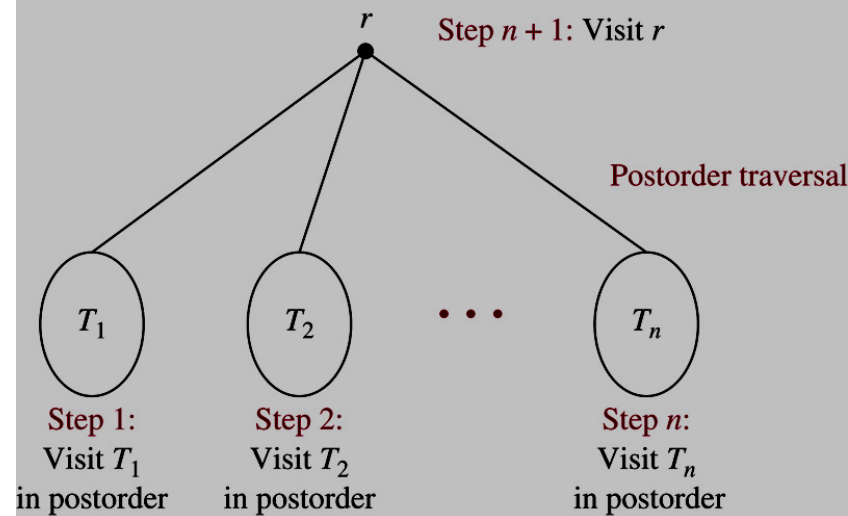 r
Step n + 1: Visit r
Postorder traversal
T₁
T₂
• • •
Tₙ
Step 1:
Visit T₁
in postorder
Step 2:
Visit T₂
in postorder
Step n:
Visit Tₙ
in postorder